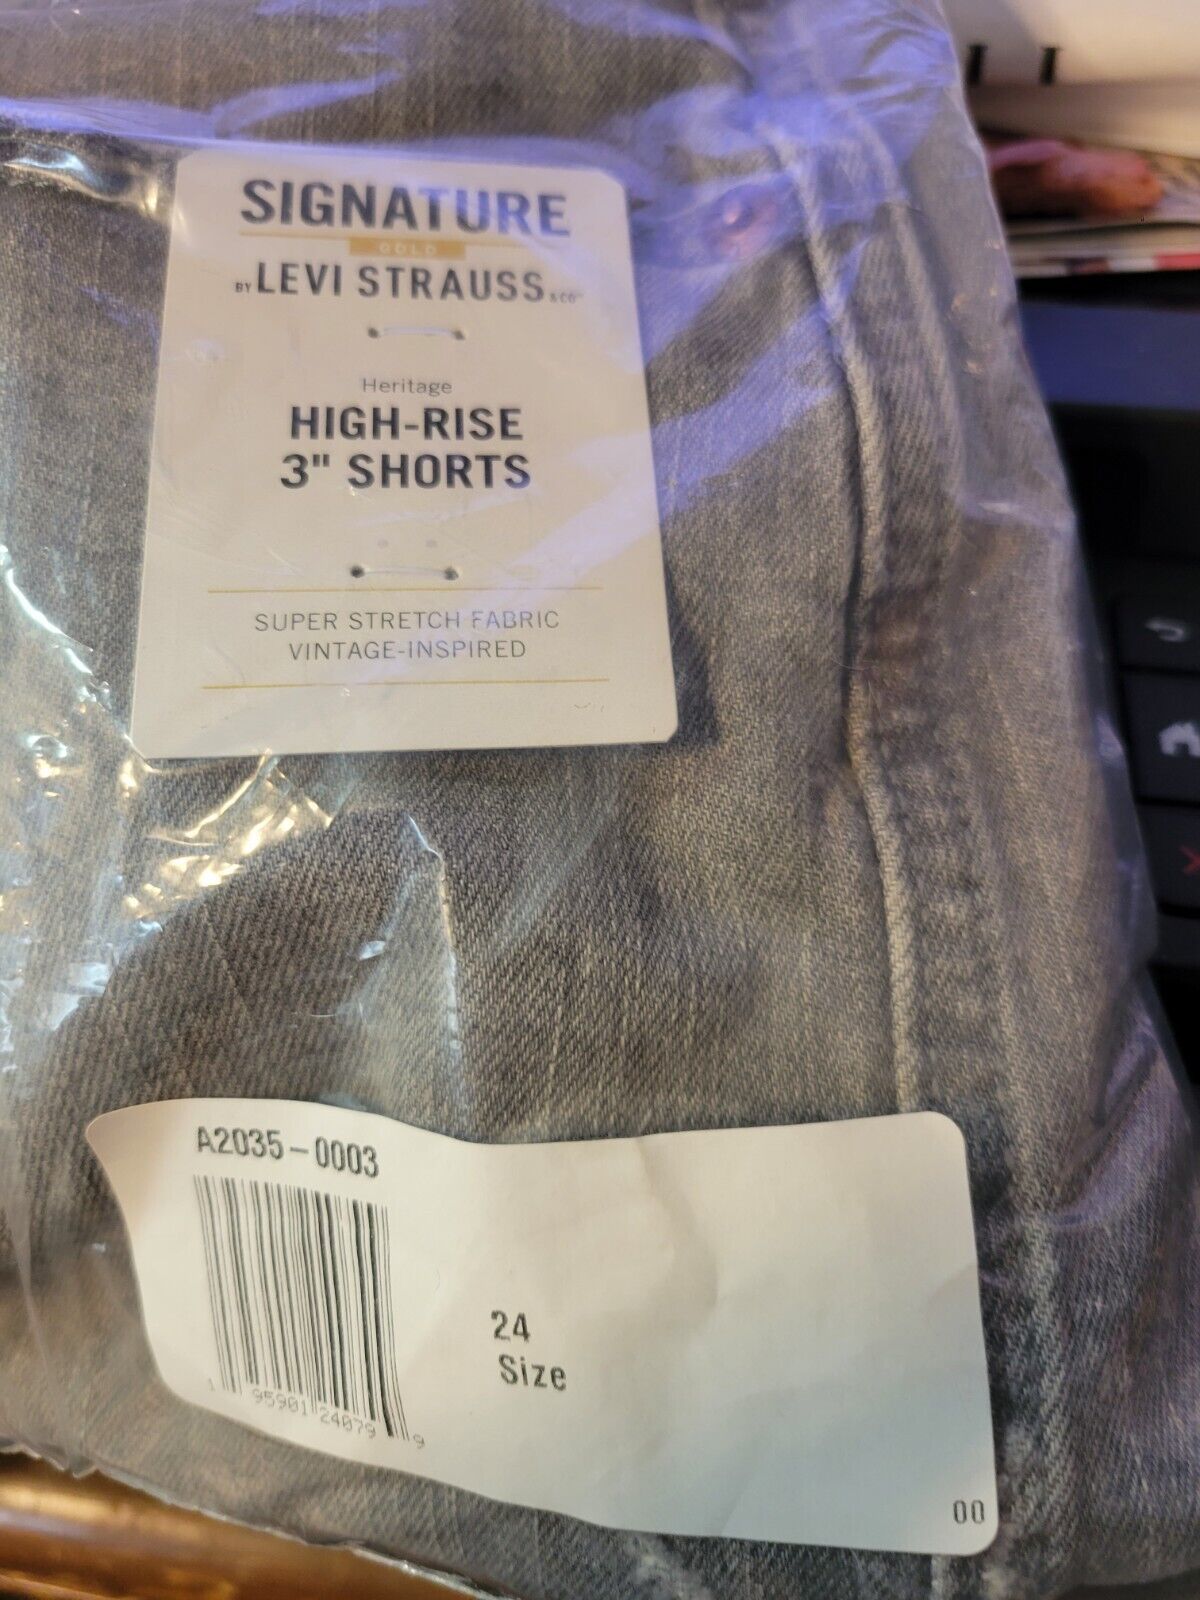 SIGNATURE
GOLD
BY LEVI STRAUSS & CO™
Heritage
HIGH-RISE
3" SHORTS
SUPER STRETCH FABRIC
VINTAGE-INSPIRED
A2035-0003
1 95901 24079 9
24
Size
00